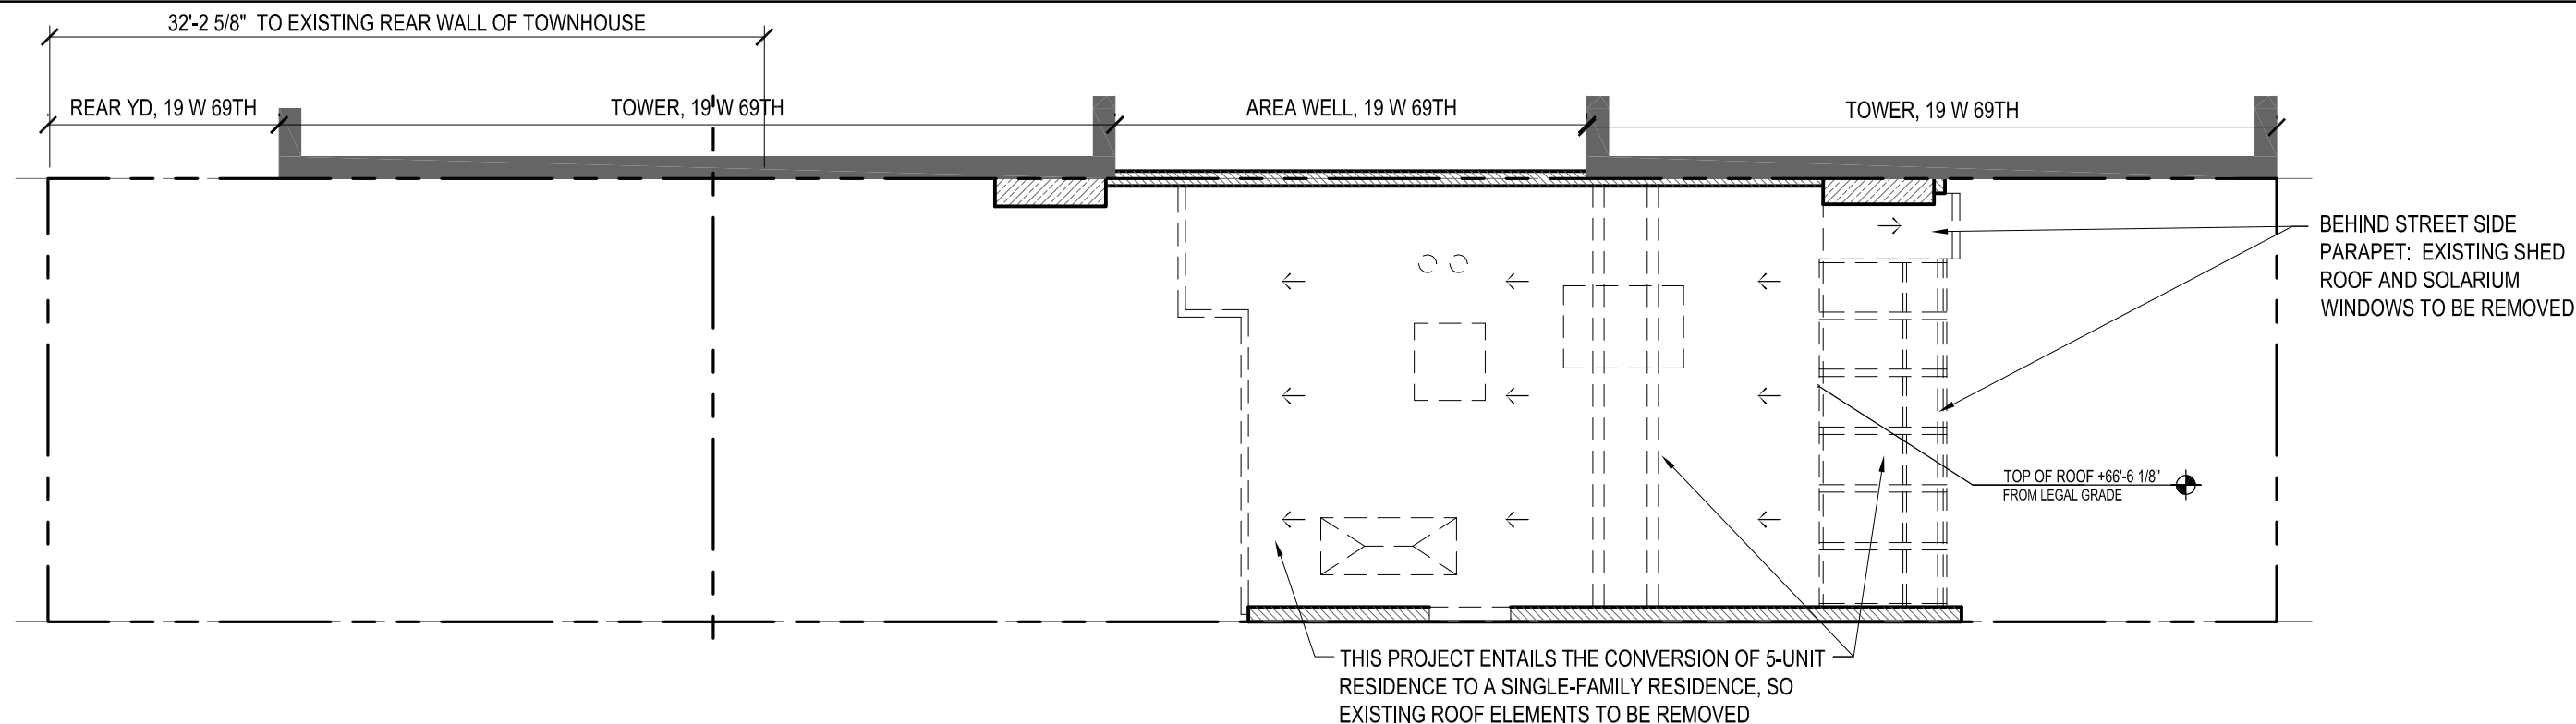 32'-2 5/8" TO EXISTING REAR WALL OF TOWNHOUSE
REAR YD, 19 W 69TH
TOWER, 19 W 69TH
AREA WELL, 19 W 69TH
TOWER, 19 W 69TH
BEHIND STREET SIDE
PARAPET: EXISTING SHED
ROOF AND SOLARIUM
WINDOWS TO BE REMOVED
TOP OF ROOF +66'-6 1/8"
FROM LEGAL GRADE
THIS PROJECT ENTAILS THE CONVERSION OF 5-UNIT
RESIDENCE TO A SINGLE-FAMILY RESIDENCE, SO
EXISTING ROOF ELEMENTS TO BE REMOVED